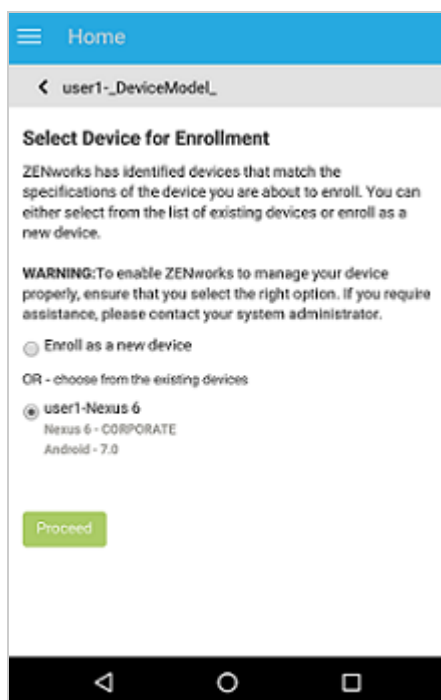 Home
user1-_DeviceModel_
Select Device for Enrollment
ZENworks has identified devices that match the
specifications of the device you are about to enroll. You can
either select from the list of existing devices or enroll as a
new device.
WARNING:To enable ZENworks to manage your device
properly, ensure that you select the right option. If you require
assistance, please contact your system administrator.
Enroll as a new device
OR - choose from the existing devices
user1-Nexus 6
Nexus 6 - CORPORATE
Android - 7.0
Proceed